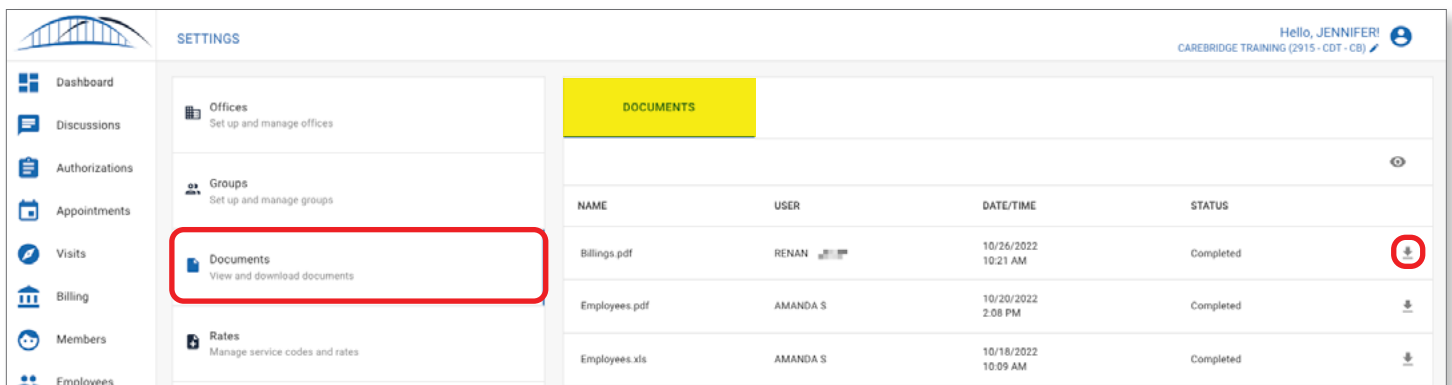 SETTINGS
Hello, JENNIFER!
CAREBRIDGE TRAINING (2915 - CDT - CB)
Dashboard
Discussions
Authorizations
Appointments
Visits
Billing
Members
Employees
Offices
Set up and manage offices
Groups
Set up and manage groups
Documents
View and download documents
Rates
Manage service codes and rates
DOCUMENTS
NAME USER DATE/TIME STATUS
Billings.pdf RENAN 10/26/2022 Completed
10:21 AM
Employees.pdf AMANDA S 10/20/2022 Completed
2:08 PM
Employees.xls AMANDA S 10/18/2022 Completed
10:09 AM